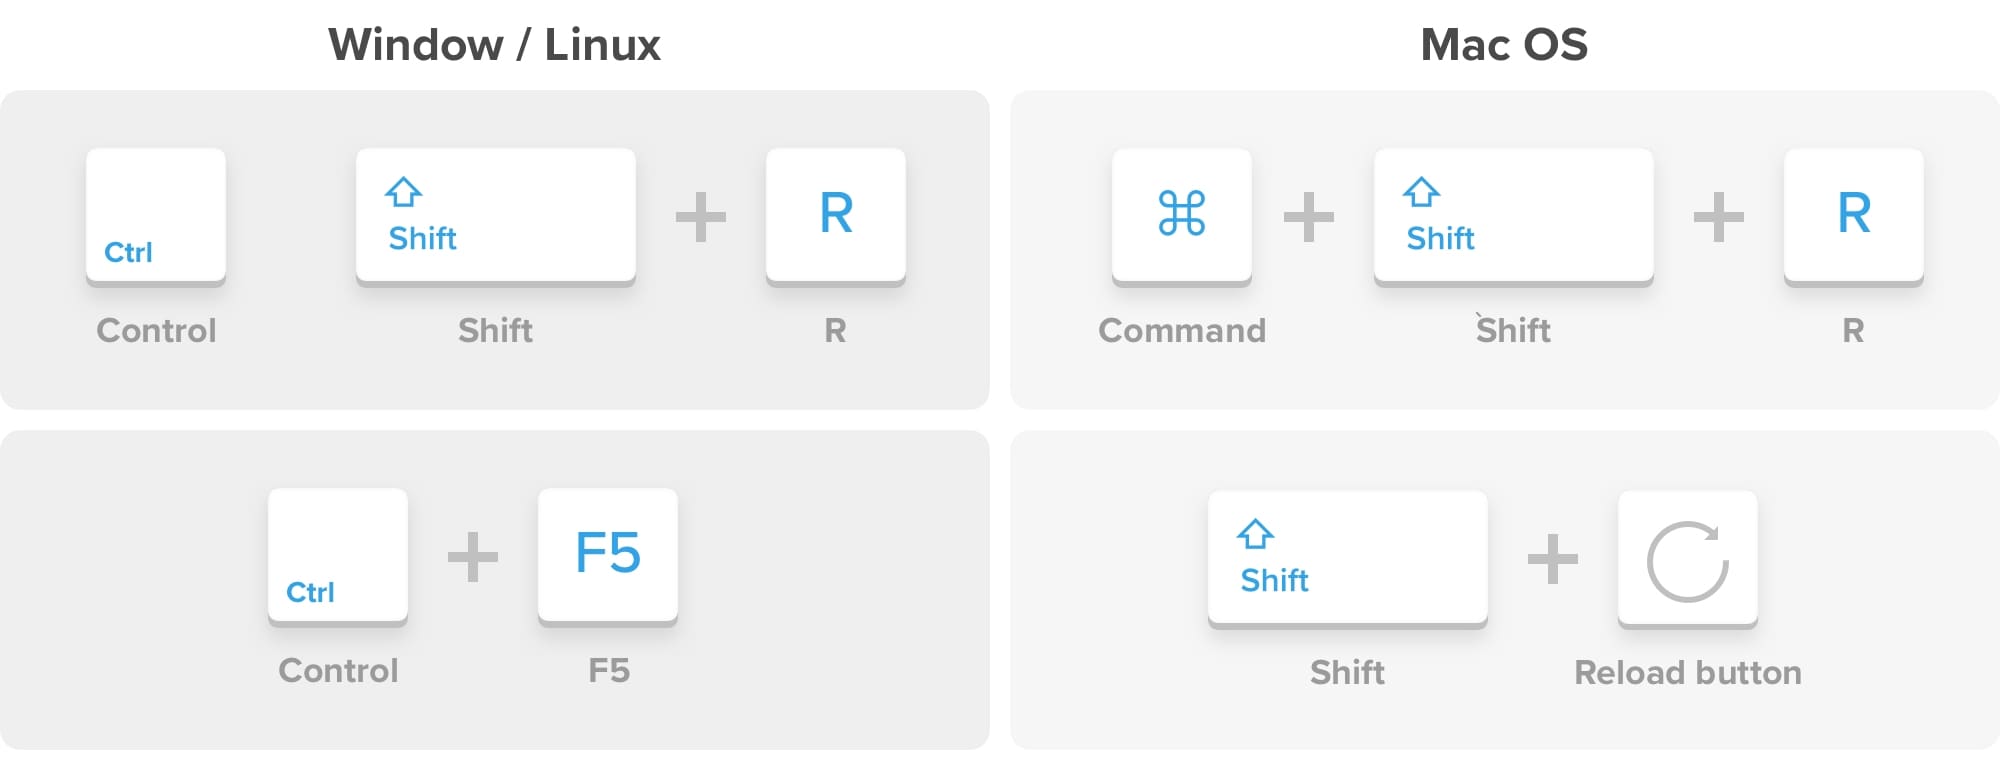 Window / Linux
Mac OS
Ctrl
Shift
R
Control
Shift
R
Shift
R
Command
`Shift
R
Ctrl
F5
Control
F5
Shift
Shift
Reload button